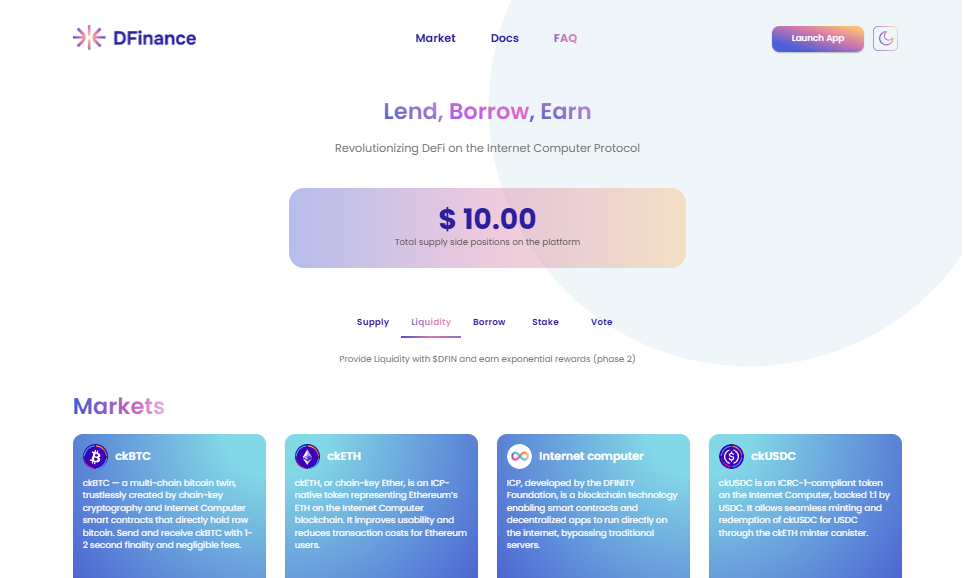 DFinance
Market Docs FAQ
Launch App
Lend, Borrow, Earn
Revolutionizing DeFi on the Internet Computer Protocol
$ 10.00
Total supply side positions on the platform
Supply Liquidity Borrow Stake Vote
Provide Liquidity with $DFIN and earn exponential rewards (phase 2)
Markets
ckBTC
ckBTC — a multi-chain bitcoin twin,
trustlessly created by chain-key
cryptography and Internet Computer
smart contracts that directly hold raw
bitcoin. Send and receive ckBTC with 1-
2 second finality and negligible fees.
ckETH
ckETH, or chain-key Ether, is an ICP-
native token representing Ethereum's
ETH on the Internet Computer
blockchain. It improves usability and
reduces transaction costs for Ethereum
users.
Internet computer
ICP, developed by the DFINITY
Foundation, is a blockchain technology
enabling smart contracts and
decentralized apps to run directly on
the internet, bypassing traditional
servers.
ckUSDC
ckUSDC is an ICRC-1-compliant token
on the Internet Computer, backed 1:1 by
USDC. It allows seamless minting and
redemption of ckUSDC for USDC
through the ckETH minter canister.